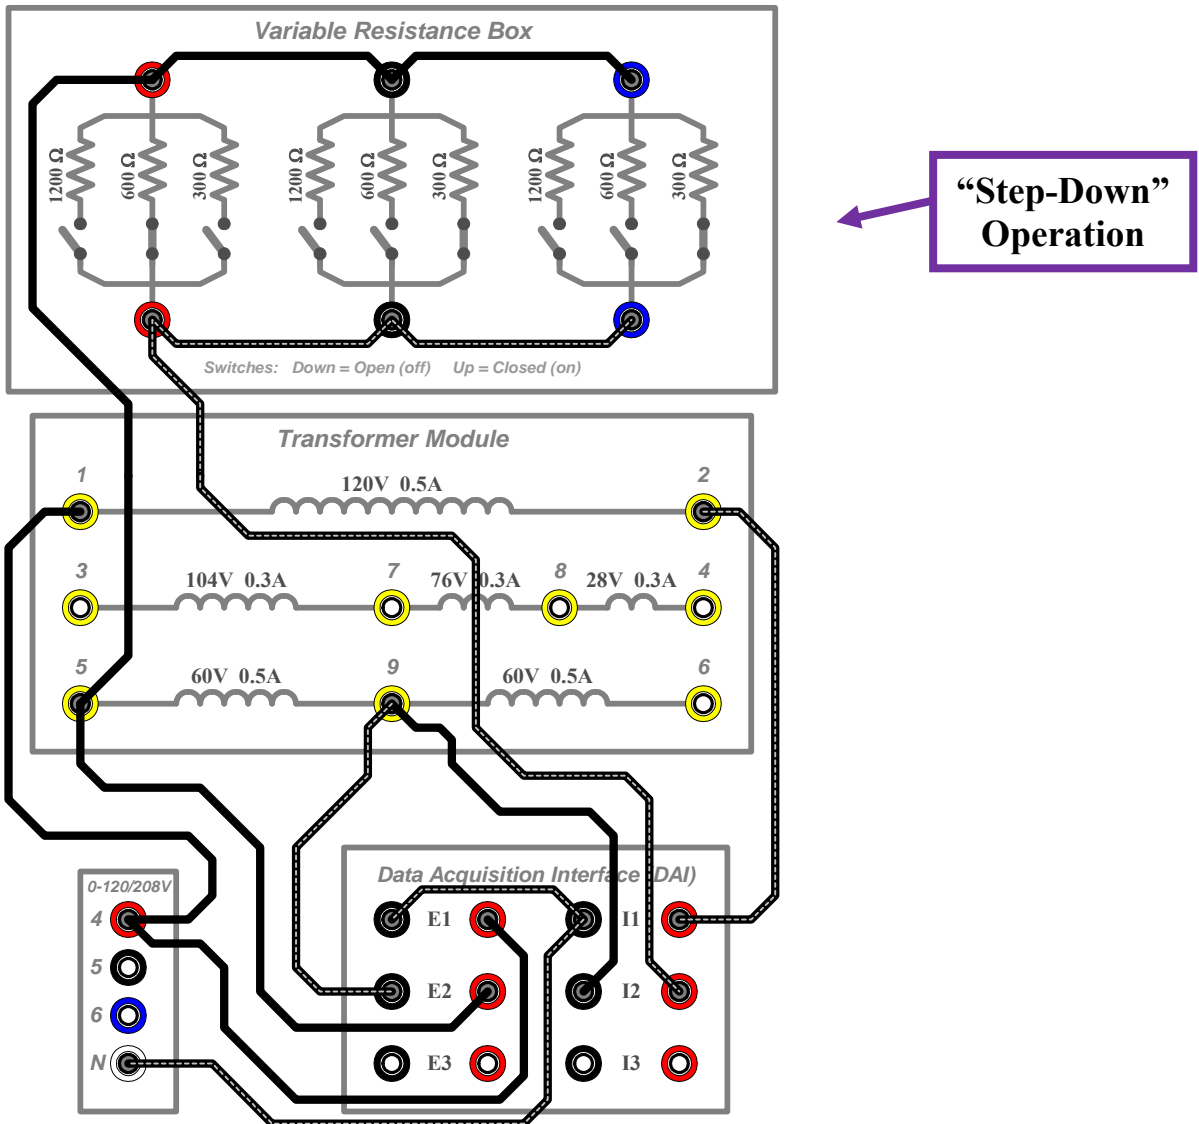 Variable Resistance Box
“Step-Down”
Operation
1200 Ω 600 Ω 300 Ω 1200 Ω 600 Ω 300 Ω 1200 Ω 600 Ω 300 Ω
Switches: Down = Open (off) Up = Closed (on)
Transformer Module
1 120V 0.5A 2
3 104V 0.3A 7 76V 0.3A 8 28V 0.3A 4
5 60V 0.5A 9 60V 0.5A 6
0-120/208V
4
5
6
N
Data Acquisition Interface (DAI)
E1 I1
E2 I2
E3 I3